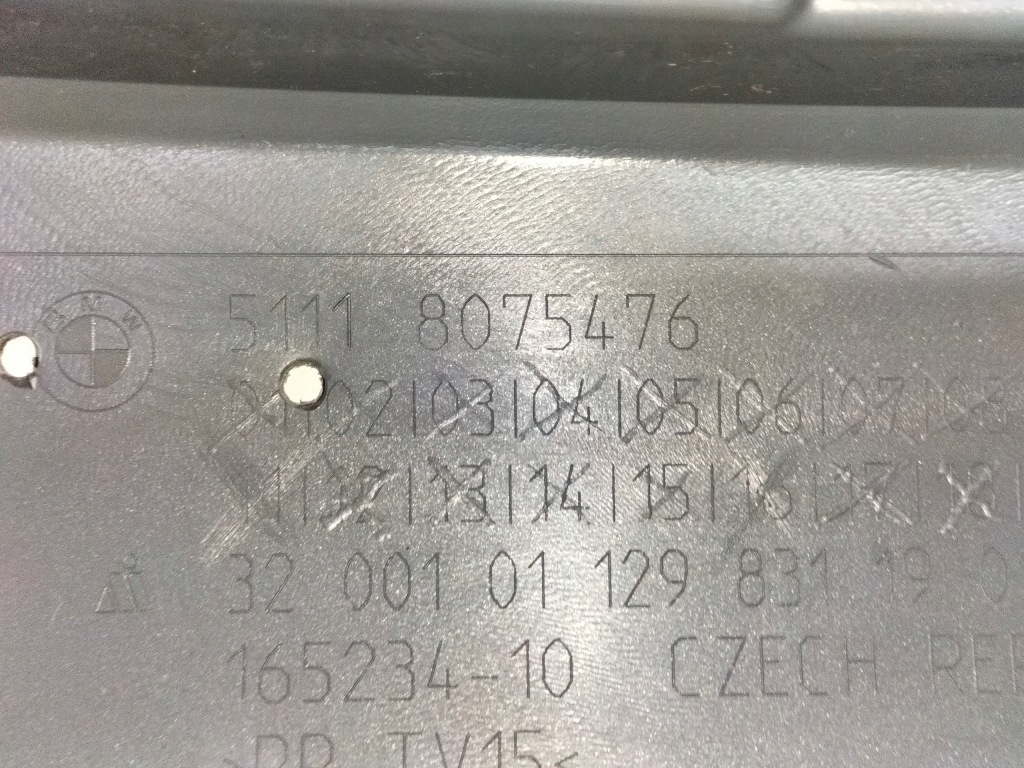 BMW
5111 8075476
01|02|03|04|05|06|07|08
11|12|13|14|15|16|17|18|
32 001 01 129 831 19 0
165234-10 CZECH REP
>PP TV15<